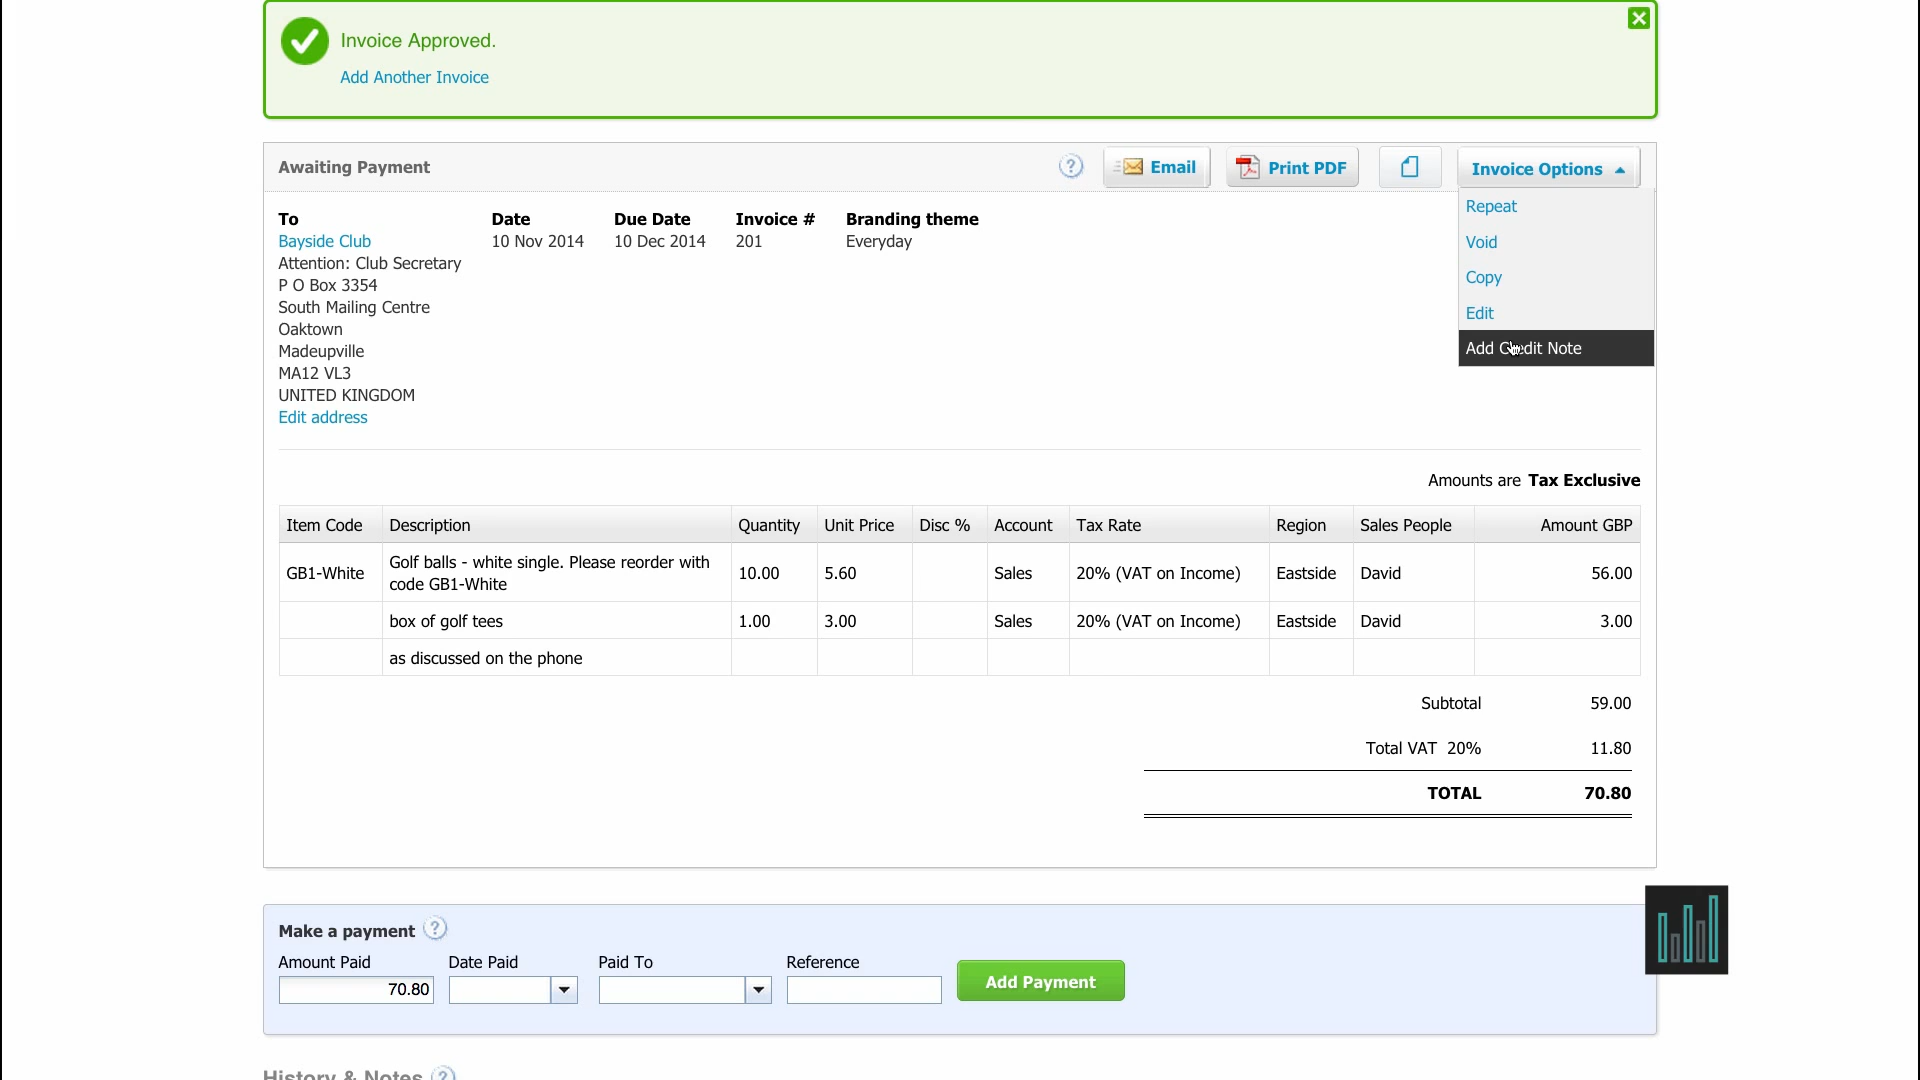 Invoice Approved.
Add Another Invoice
Awaiting Payment
?
Email
Print PDF
Invoice Options
Repeat
Void
Copy
Edit
Add Credit Note
To
Bayside Club
Attention: Club Secretary
P O Box 3354
South Mailing Centre
Oaktown
Madeupville
MA12 VL3
UNITED KINGDOM
Edit address
Date
10 Nov 2014
Due Date
10 Dec 2014
Invoice #
201
Branding theme
Everyday
Amounts are Tax Exclusive
Item Code Description Quantity Unit Price Disc % Account Tax Rate Region Sales People Amount GBP
GB1-White Golf balls - white single. Please reorder with code GB1-White 10.00 5.60 Sales 20% (VAT on Income) Eastside David 56.00
box of golf tees 1.00 3.00 Sales 20% (VAT on Income) Eastside David 3.00
as discussed on the phone
Subtotal 59.00
Total VAT 20% 11.80
TOTAL 70.80
Make a payment ?
Amount Paid Date Paid Paid To Reference
70.80
Add Payment
History & Notes ?